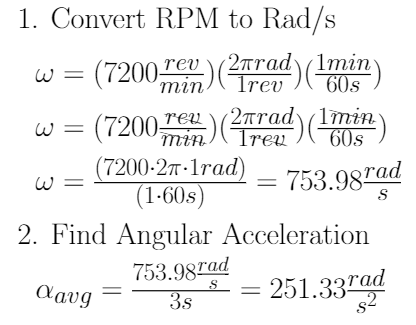 1. Convert RPM to Rad/s
ω = (7200 rev/min)(2πrad/1rev)(1min/60s)
ω = (7200 rev/min)(2πrad/1rev)(1min/60s)
ω = (7200·2π·1rad)/(1·60s) = 753.98 rad/s
2. Find Angular Acceleration
αavg = 753.98 rad/s / 3s = 251.33 rad/s²